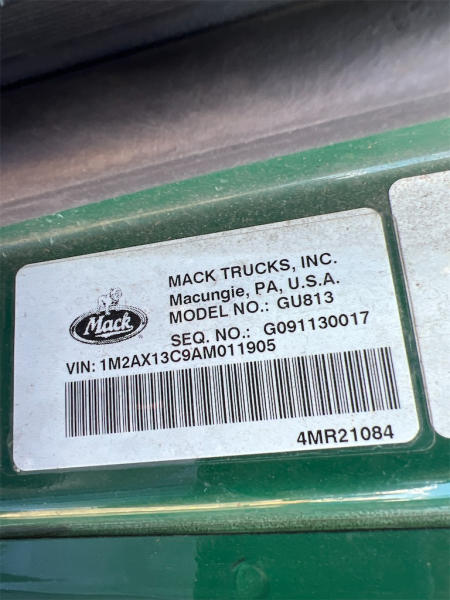 MACK TRUCKS, INC.
Macungie, PA, U.S.A.
MODEL NO.: GU813
Mack
SEQ. NO.: G091130017
VIN: 1M2AX13C9AM011905
4MR21084